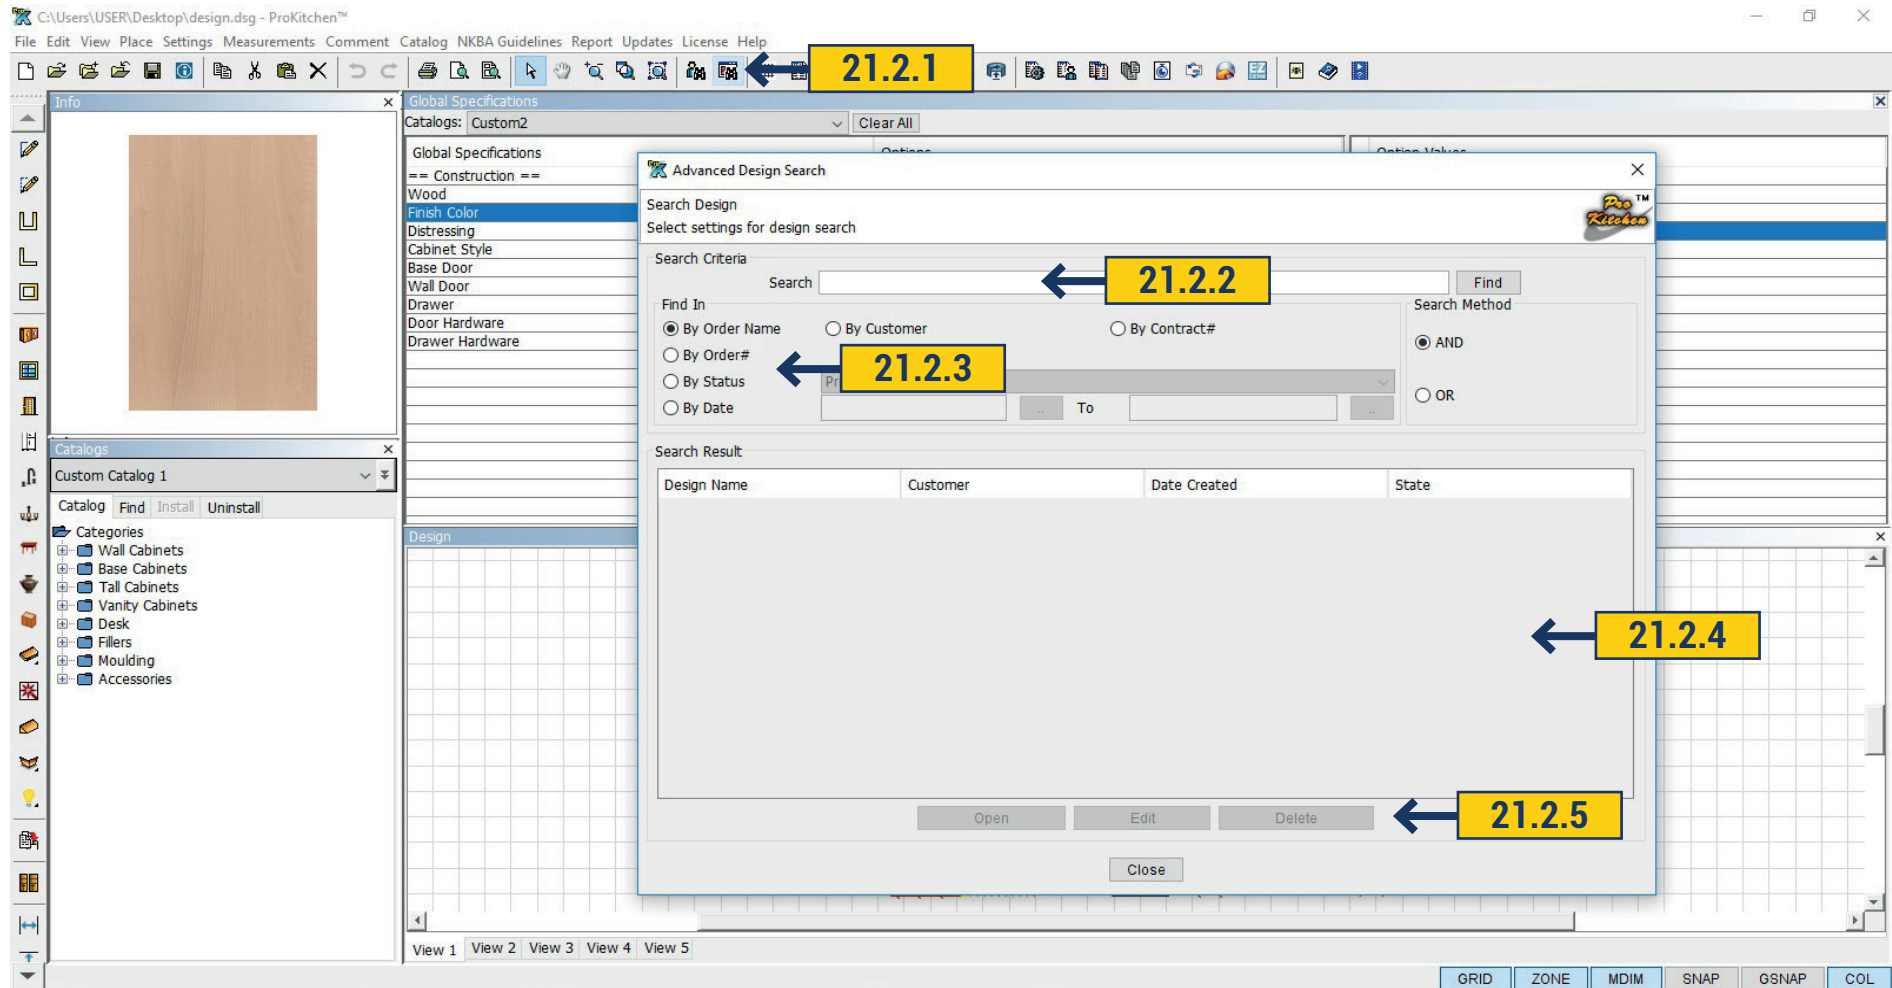 C:\Users\USER\Desktop\design.dsg - ProKitchen™
File Edit View Place Settings Measurements Comment Catalog NKBA Guidelines Report Updates License Help
21.2.1
Info
Global Specifications
Catalogs: Custom2 Clear All
Global Specifications Options Option Values
== Construction ==
Wood
Finish Color
Distressing
Cabinet Style
Base Door
Wall Door
Drawer
Door Hardware
Drawer Hardware
Advanced Design Search
Search Design
Select settings for design search
Pro Kitchen TM
Search Criteria
Search 21.2.2 Find
Find In Search Method
By Order Name By Customer By Contract#
AND
By Order#
21.2.3
By Status Pr
OR
By Date .. To ..
Search Result
Design Name Customer Date Created State
21.2.4
Open Edit Delete 21.2.5
Close
Catalogs
Custom Catalog 1
Catalog Find Install Uninstall
Categories
Wall Cabinets
Base Cabinets
Tall Cabinets
Vanity Cabinets
Desk
Fillers
Moulding
Accessories
Design
View 1 View 2 View 3 View 4 View 5
GRID ZONE MDIM SNAP GSNAP COL